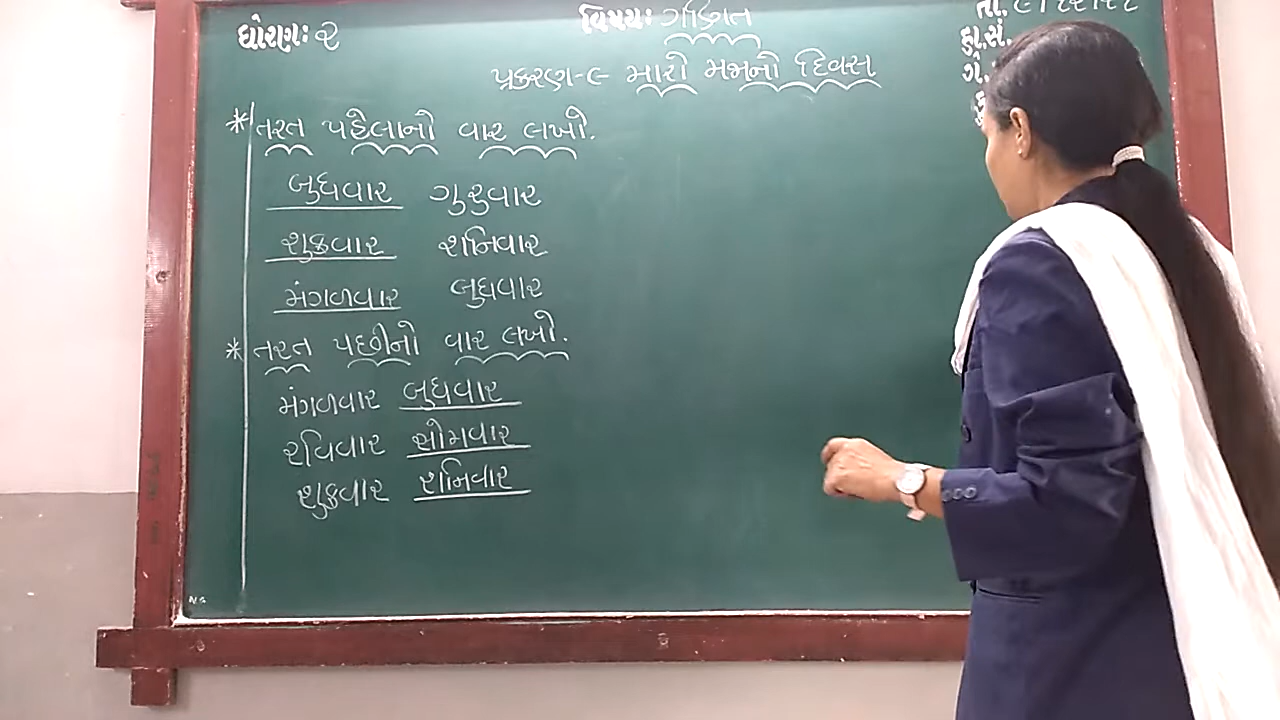 ધોરણ: ૨
વિષય: ગણિત
તા.
હા.સં.
પ્રકરણ-૯ મારો મજાનો દિવસ
* તરત પહેલાનો વાર લખો.
બુધવાર ગુરુવાર
શુક્રવાર શનિવાર
મંગળવાર બુધવાર
* તરત પછીનો વાર લખો.
મંગળવાર બુધવાર
રવિવાર સોમવાર
શુક્રવાર શનિવાર